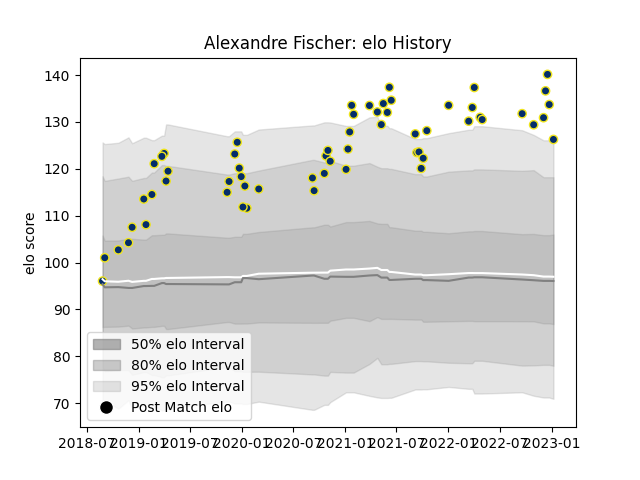 Alexandre Fischer: elo History
140
130
120
110
100
90
80
70
elo score
50% elo Interval
80% elo Interval
95% elo Interval
Post Match elo
2018-07 2019-01 2019-07 2020-01 2020-07 2021-01 2021-07 2022-01 2022-07 2023-01